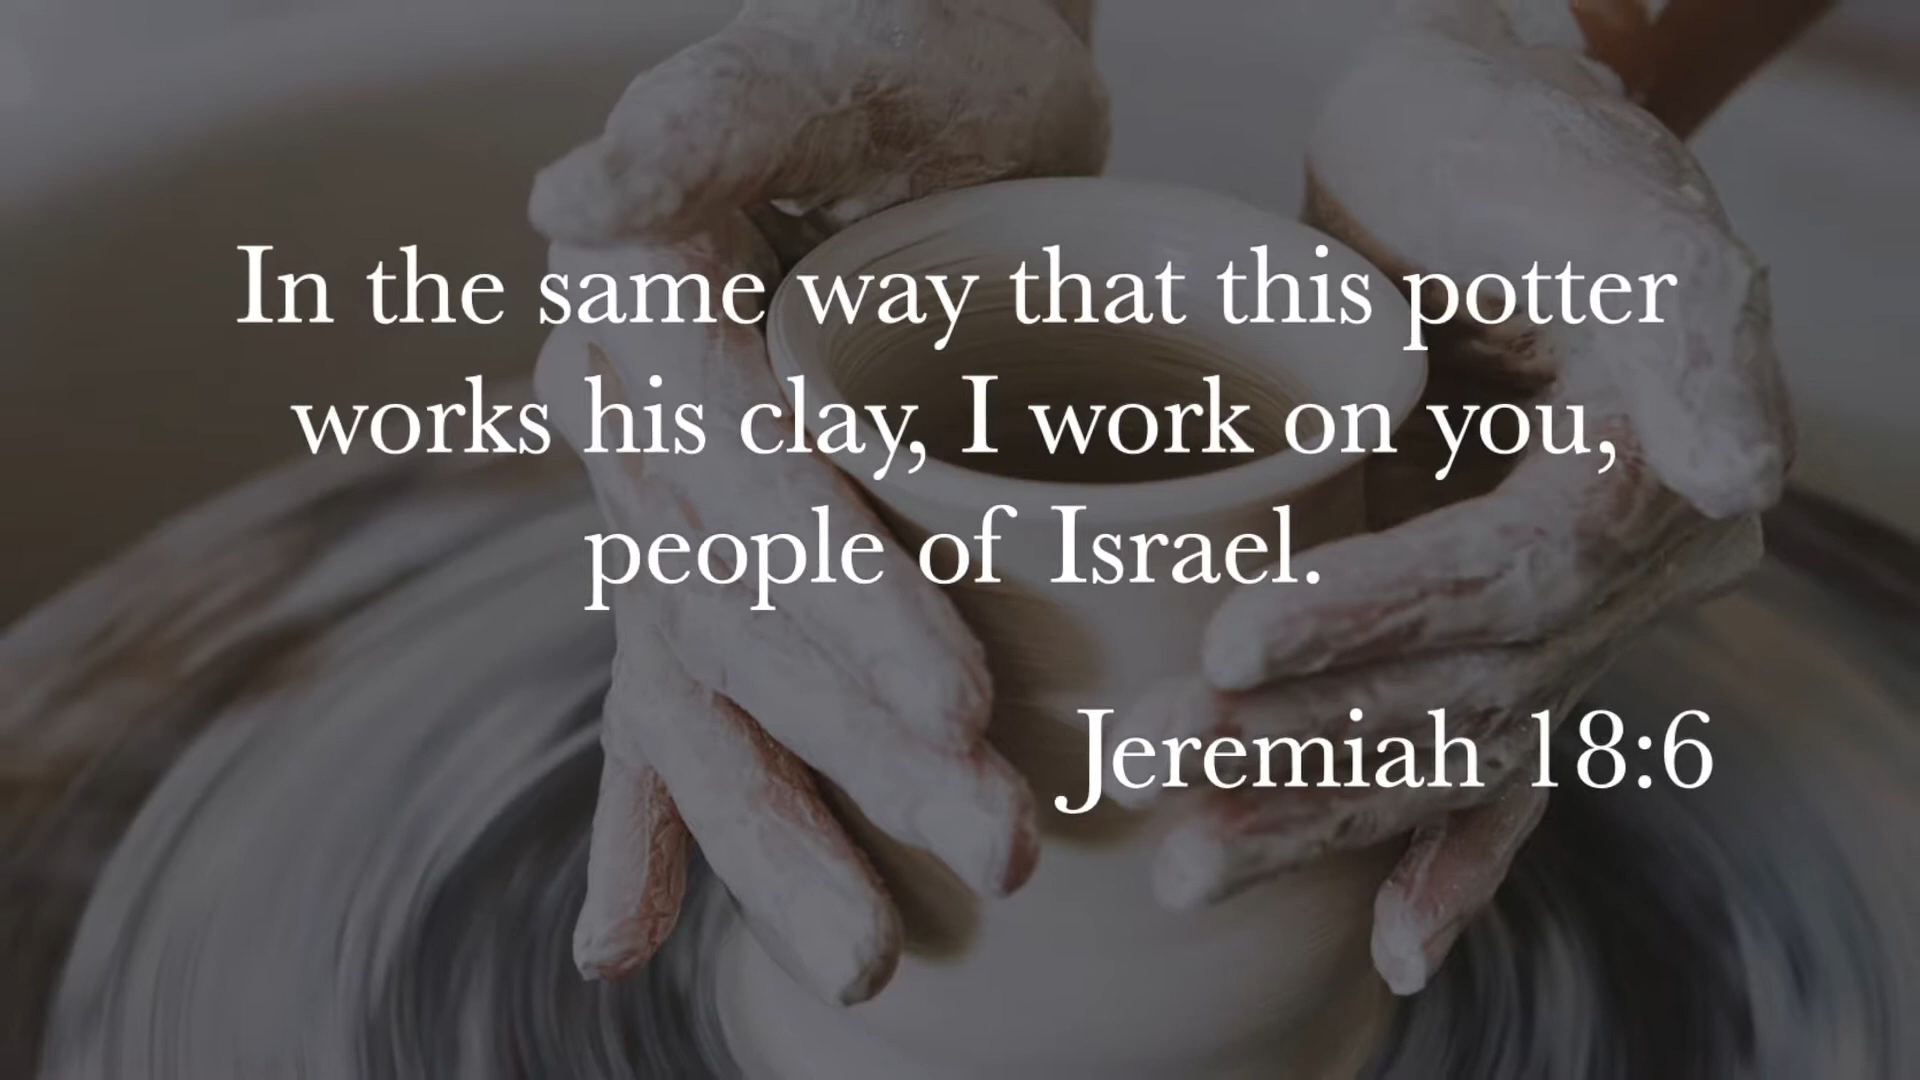 In the same way that this potter
works his clay, I work on you,
people of Israel.
Jeremiah 18:6